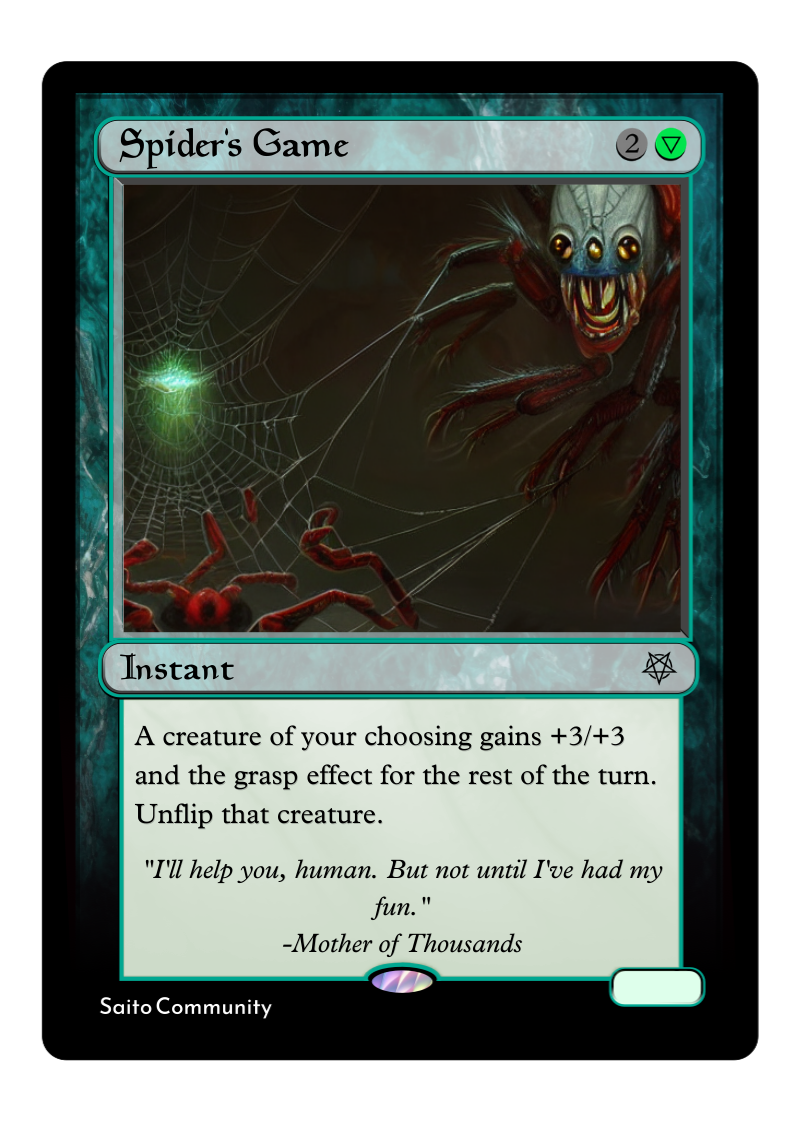 Spider's Game
2
Instant
A creature of your choosing gains +3/+3
and the grasp effect for the rest of the turn.
Unflip that creature.
"I'll help you, human. But not until I've had my
fun."
-Mother of Thousands
Saito Community